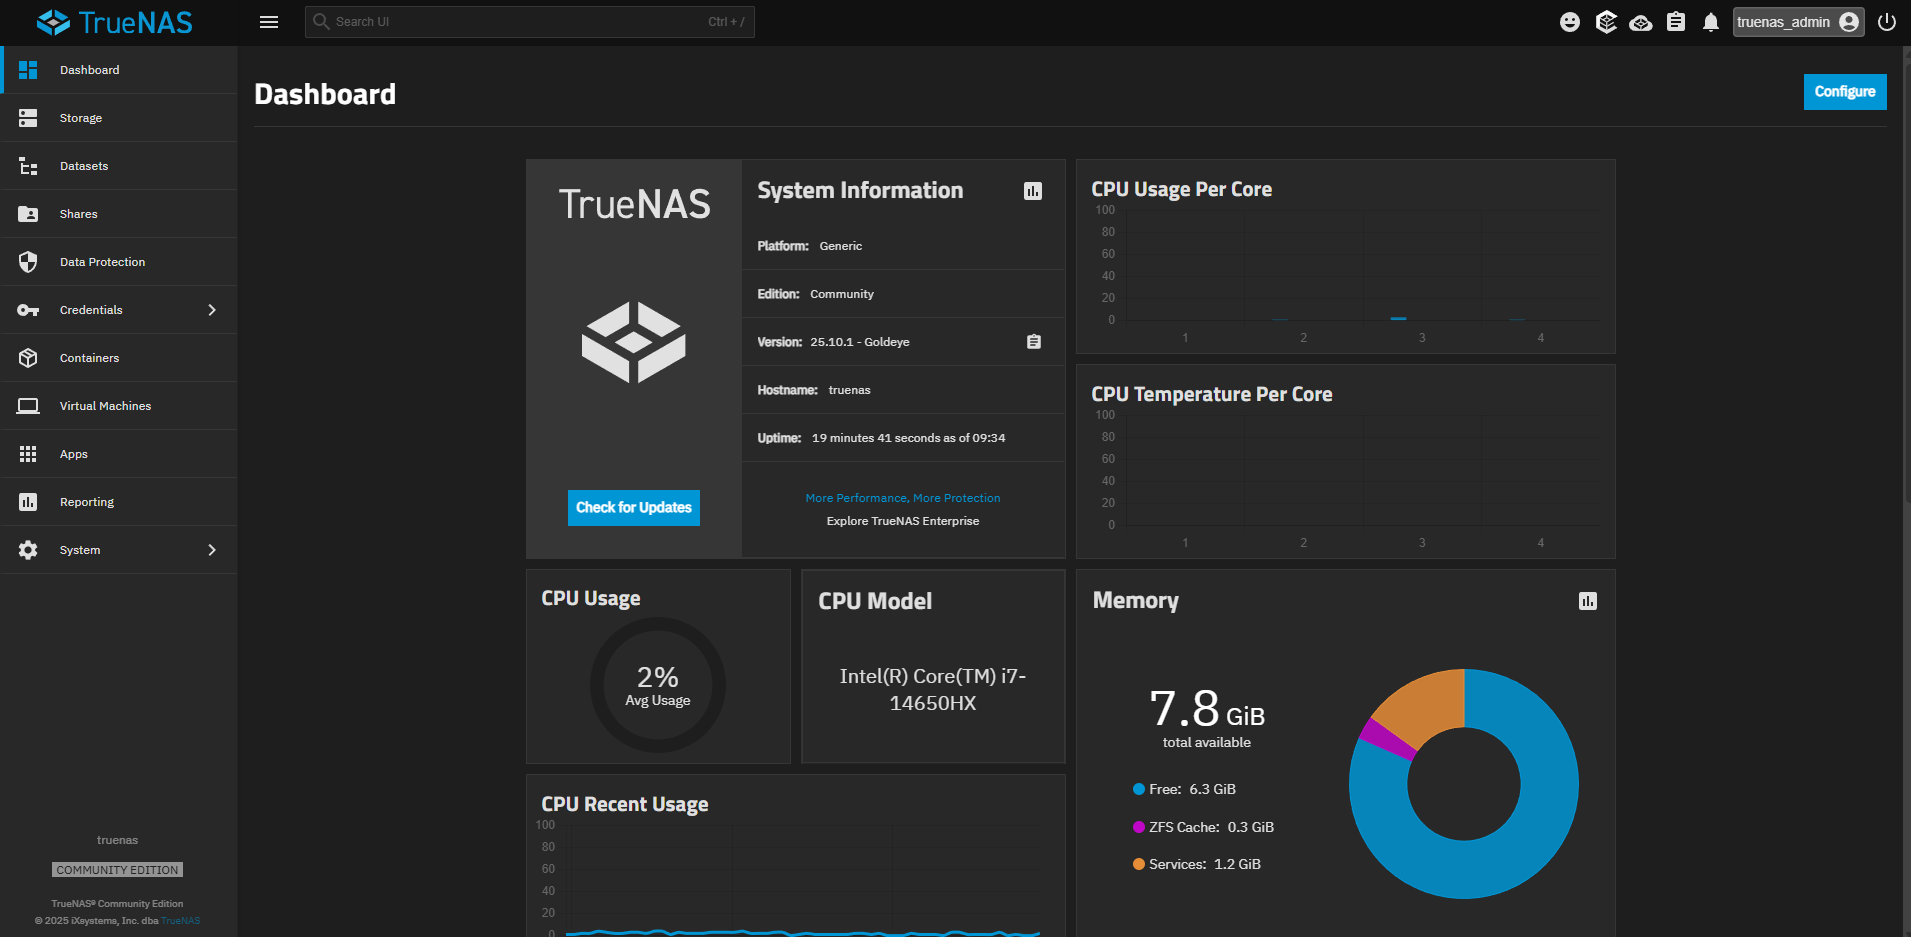 TrueNAS
Search UI
Ctrl + /
truenas_admin
Dashboard
Storage
Datasets
Shares
Data Protection
Credentials
Containers
Virtual Machines
Apps
Reporting
System
truenas
COMMUNITY EDITION
TrueNAS® Community Edition
© 2025 iXsystems, Inc. dba TrueNAS
Dashboard
Configure
TrueNAS
Check for Updates
System Information
Platform: Generic
Edition: Community
Version: 25.10.1 - Goldeye
Hostname: truenas
Uptime: 19 minutes 41 seconds as of 09:34
More Performance, More Protection
Explore TrueNAS Enterprise
CPU Usage Per Core
100
80
60
40
20
0
1 2 3 4
CPU Temperature Per Core
100
80
60
40
20
0
1 2 3 4
CPU Usage
2%
Avg Usage
CPU Model
Intel(R) Core(TM) i7-
14650HX
Memory
7.8 GiB
total available
Free: 6.3 GiB
ZFS Cache: 0.3 GiB
Services: 1.2 GiB
CPU Recent Usage
100
80
60
40
20
0